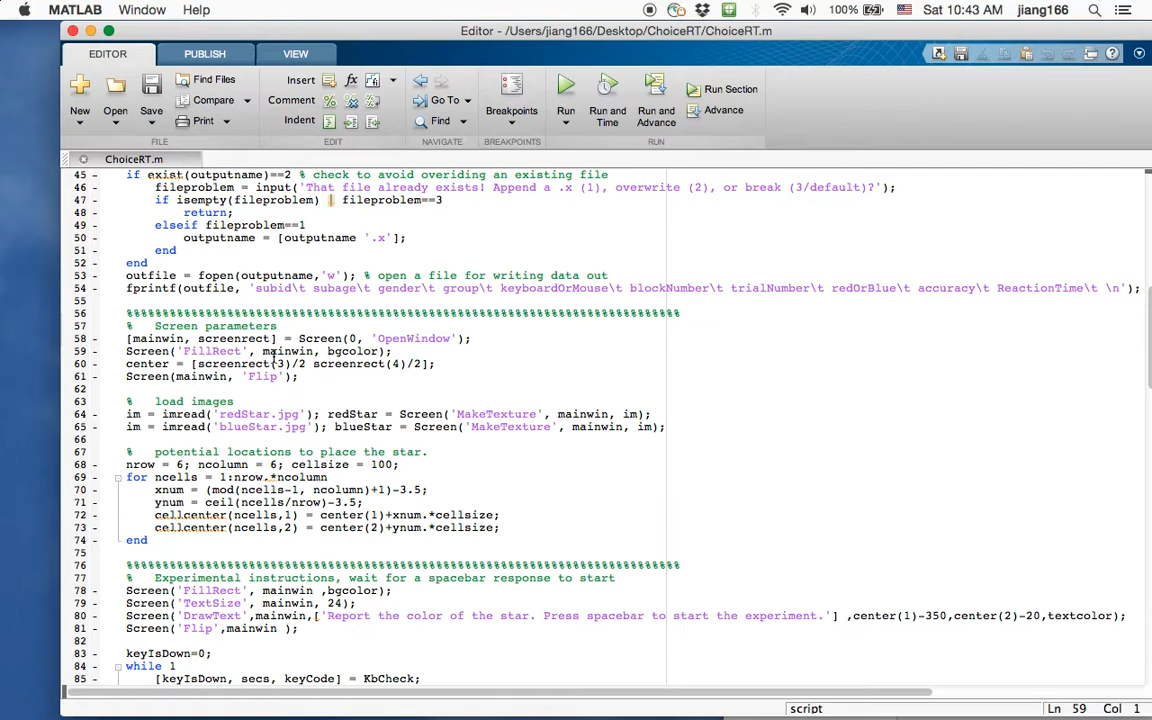 MATLAB Window Help 100% Sat 10:43 AM jiang166
Editor - /Users/jiang166/Desktop/ChoiceRT/ChoiceRT.m
EDITOR PUBLISH VIEW
New Open Save Find Files Compare Print Insert Comment Indent Go To Find Breakpoints Run Run and Time Run and Advance Run Section Advance
FILE EDIT NAVIGATE BREAKPOINTS RUN
ChoiceRT.m
45 - if exist(outputname)==2 % check to avoid overiding an existing file
46 - fileproblem = input('That file already exists! Append a .x (1), overwrite (2), or break (3/default)?');
47 - if isempty(fileproblem) | fileproblem==3
48 - return;
49 - elseif fileproblem==1
50 - outputname = [outputname '.x'];
51 - end
52 - end
53 - outfile = fopen(outputname,'w'); % open a file for writing data out
54 - fprintf(outfile, 'subid\t subage\t gender\t group\t keyboardOrMouse\t blockNumber\t trialNumber\t redOrBlue\t accuracy\t ReactionTime\t \n');
55
56 %%%%%%%%%%%%%%%%%%%%%%%%%%%%%%%%%%%%%%%%%%%%%%%%%%%%%%%%%%%%%%%%%%%%%%%%%%%%%
57 % Screen parameters
58 - [mainwin, screenrect] = Screen(0, 'OpenWindow');
59 - Screen('FillRect', mainwin, bgcolor);
60 - center = [screenrect(3)/2 screenrect(4)/2];
61 - Screen(mainwin, 'Flip');
62
63 % load images
64 - im = imread('redStar.jpg'); redStar = Screen('MakeTexture', mainwin, im);
65 - im = imread('blueStar.jpg'); blueStar = Screen('MakeTexture', mainwin, im);
66
67 % potential locations to place the star.
68 - nrow = 6; ncolumn = 6; cellsize = 100;
69 - for ncells = 1:nrow.*ncolumn
70 - xnum = (mod(ncells-1, ncolumn)+1)-3.5;
71 - ynum = ceil(ncells/nrow)-3.5;
72 - cellcenter(ncells,1) = center(1)+xnum.*cellsize;
73 - cellcenter(ncells,2) = center(2)+ynum.*cellsize;
74 - end
75
76 %%%%%%%%%%%%%%%%%%%%%%%%%%%%%%%%%%%%%%%%%%%%%%%%%%%%%%%%%%%%%%%%%%%%%%%%%%%%%
77 % Experimental instructions, wait for a spacebar response to start
78 - Screen('FillRect', mainwin ,bgcolor);
79 - Screen('TextSize', mainwin, 24);
80 - Screen('DrawText',mainwin,['Report the color of the star. Press spacebar to start the experiment.'] ,center(1)-350,center(2)-20,textcolor);
81 - Screen('Flip',mainwin );
82
83 - keyIsDown=0;
84 - while 1
85 - [keyIsDown, secs, keyCode] = KbCheck;
script Ln 59 Col 1